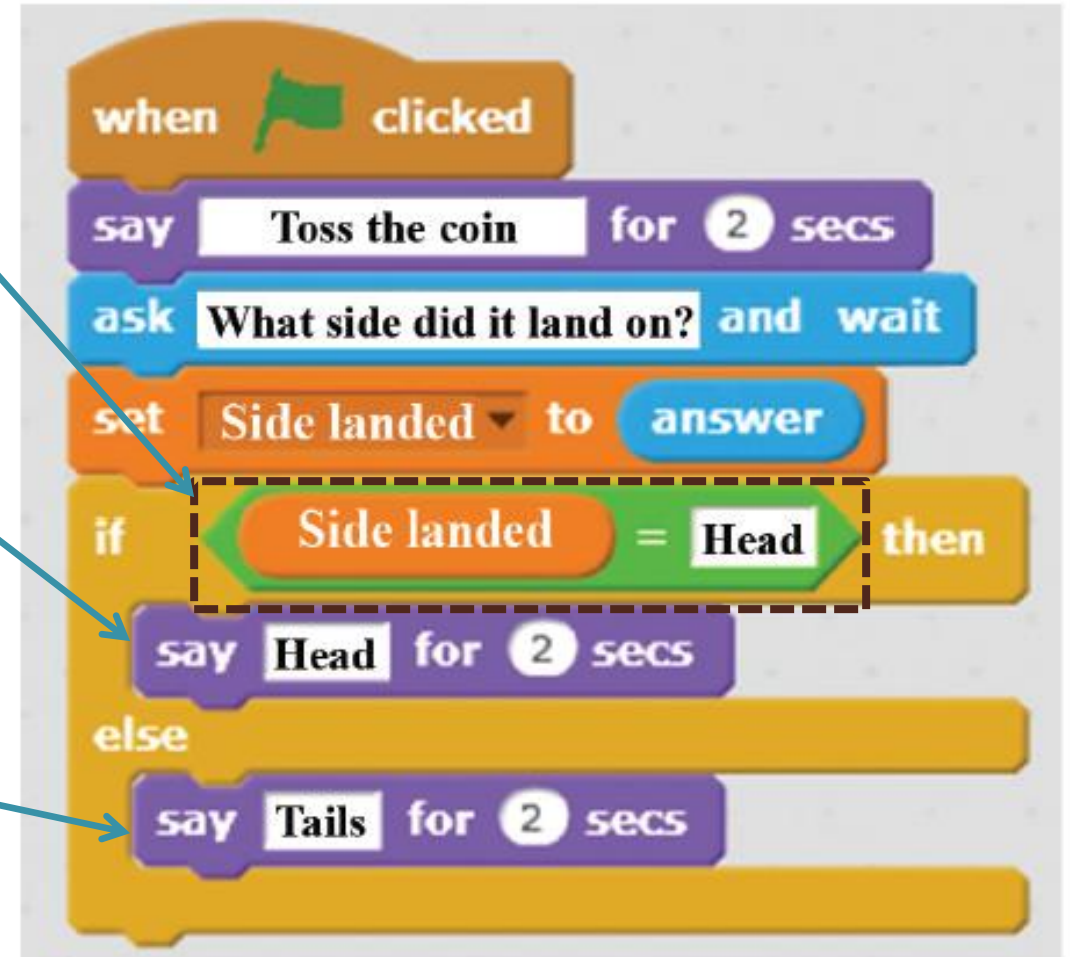 when clicked
say Toss the coin for 2 secs
ask What side did it land on? and wait
set Side landed to answer
if Side landed = Head then
say Head for 2 secs
else
say Tails for 2 secs